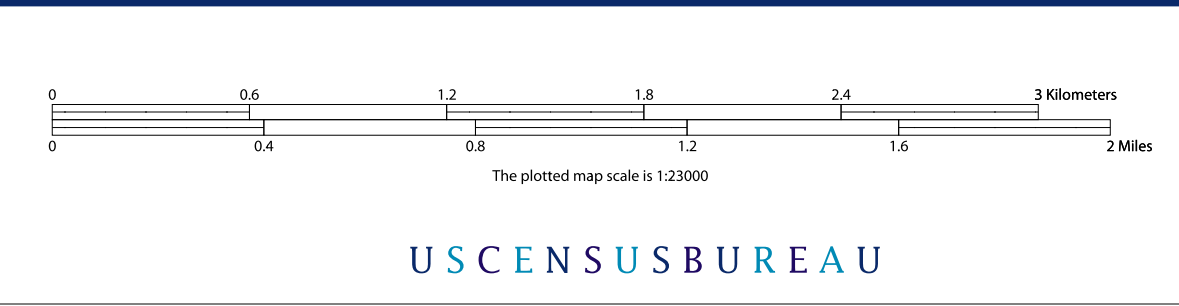 0 0.6 1.2 1.8 2.4 3 Kilometers
0 0.4 0.8 1.2 1.6 2 Miles
The plotted map scale is 1:23000
USCENSUSBUREAU